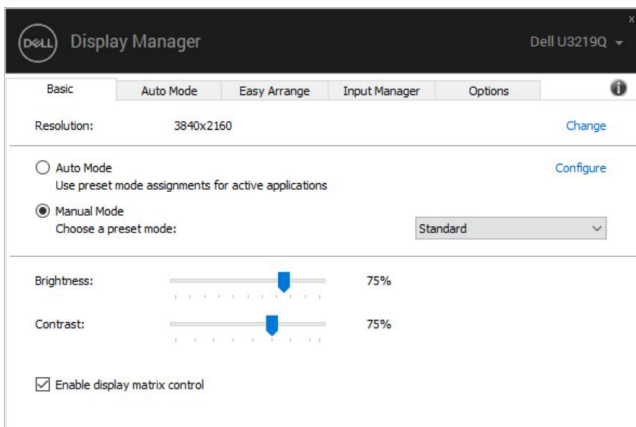 x
DELL Display Manager Dell U3219Q
Basic Auto Mode Easy Arrange Input Manager Options i
Resolution: 3840x2160 Change
Auto Mode Configure
Use preset mode assignments for active applications
Manual Mode
Choose a preset mode: Standard
Brightness: 75%
Contrast: 75%
Enable display matrix control